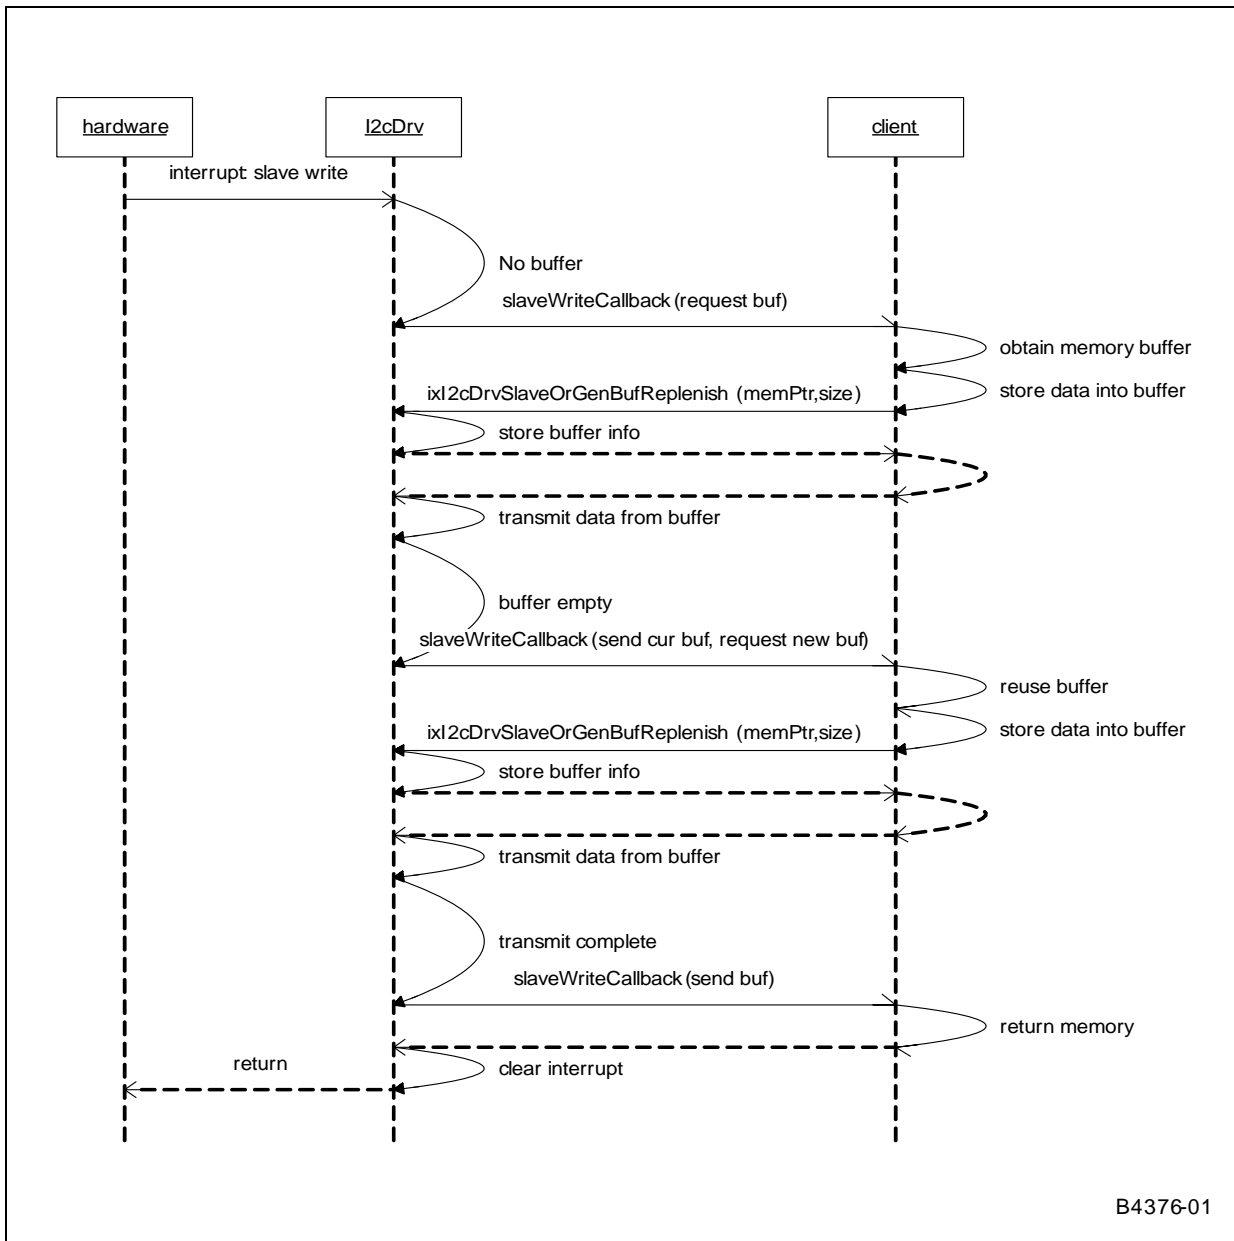 hardware
I2cDrv
client
interrupt: slave write
No buffer
slaveWriteCallback (request buf)
obtain memory buffer
store data into buffer
ixI2cDrvSlaveOrGenBufReplenish (memPtr,size)
store buffer info
transmit data from buffer
buffer empty
slaveWriteCallback (send cur buf, request new buf)
reuse buffer
store data into buffer
ixI2cDrvSlaveOrGenBufReplenish (memPtr,size)
store buffer info
transmit data from buffer
transmit complete
slaveWriteCallback (send buf)
return memory
return
clear interrupt
B4376-01